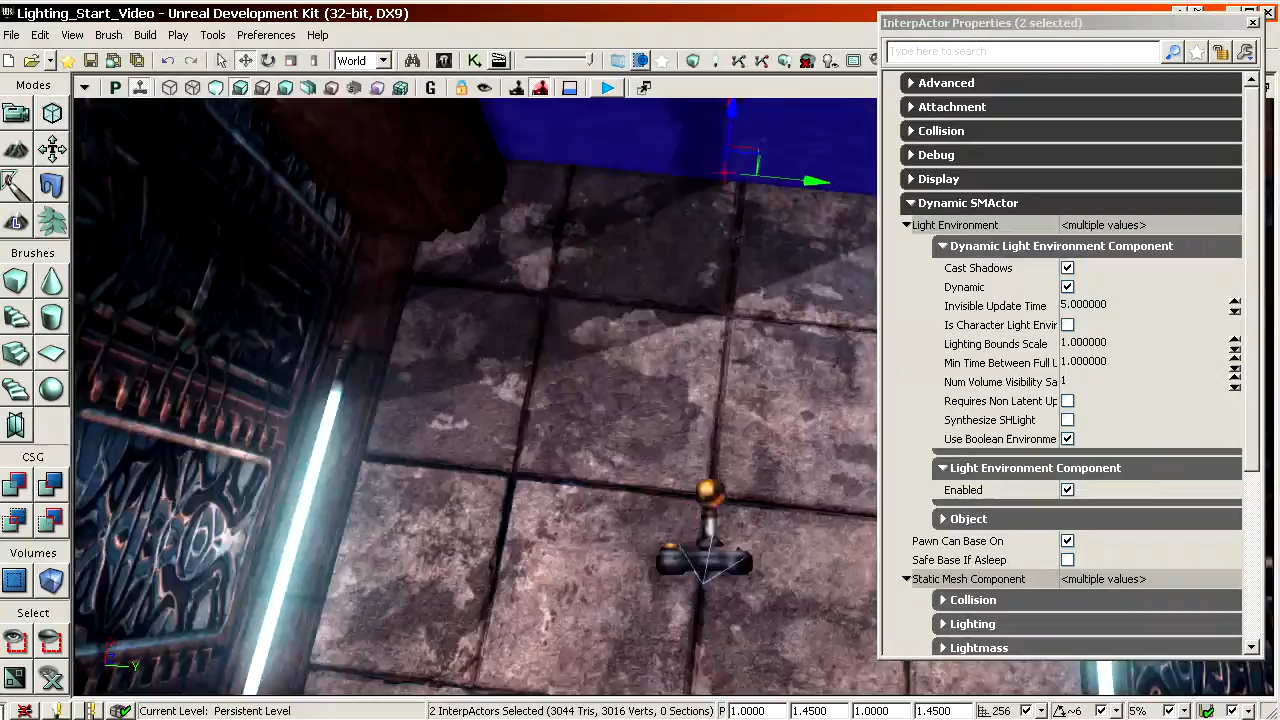 Lighting_Start_Video - Unreal Development Kit (32-bit, DX9)
File Edit View Brush Build Play Tools Preferences Help
World
Modes
P
G
Brushes
CSG
Volumes
Select
Y
InterpActor Properties (2 selected)
Type here to search
Advanced
Attachment
Collision
Debug
Display
Dynamic SMActor
Light Environment <multiple values>
Dynamic Light Environment Component
Cast Shadows
Dynamic
Invisible Update Time 5.000000
Is Character Light Envir
Lighting Bounds Scale 1.000000
Min Time Between Full 1.000000
Num Volume Visibility Sa 1
Requires Non Latent Up
Synthesize SHLight
Use Boolean Environme
Light Environment Component
Enabled
Object
Pawn Can Base On
Safe Base If Asleep
Static Mesh Component <multiple values>
Collision
Lighting
Lightmass
Current Level: Persistent Level
2 InterpActors Selected (3044 Tris, 3016 Verts, 0 Sections)
1.0000 1.4500 1.0000 1.4500 256 ~6 5%